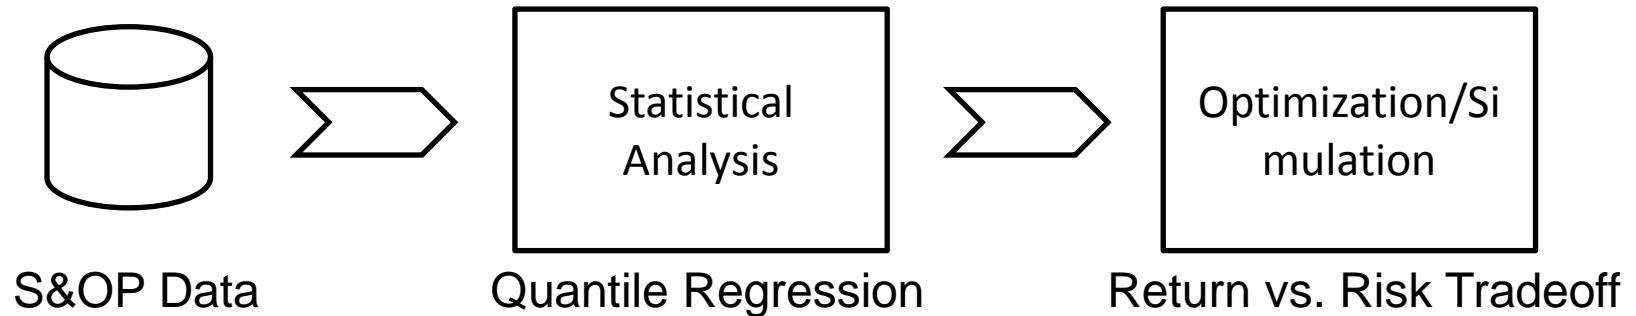 Statistical
Analysis
Optimization/Si
mulation
S&OP Data
Quantile Regression
Return vs. Risk Tradeoff